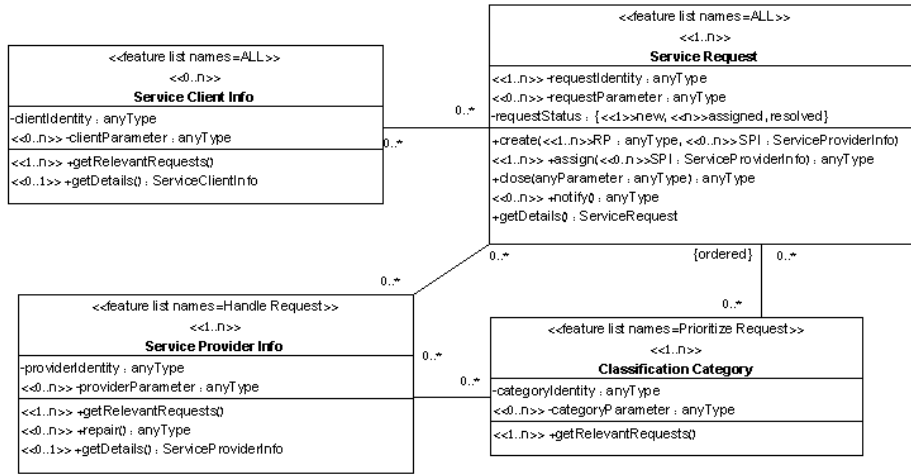 <<feature list names=ALL>>
<<0..n>>
Service Client Info
-clientIdentity : anyType
<<0..n>> -clientParameter : anyType
<<1..n>> +getRelevantRequests()
<<0..1>> +getDetails() : ServiceClientInfo
0..*
0..*
<<feature list names=ALL>>
<<1..n>>
Service Request
<<1..n>> -requestIdentity : anyType
<<0..n>> -requestParameter : anyType
-requestStatus : {<<1>>new, <<n>>assigned, resolved}
+create(<<1..n>>RP : anyType, <<0..n>>SPI : ServiceProviderInfo)
<<1..n>> +assign(<<0..n>>SPI : ServiceProviderInfo) : anyType
+close(anyParameter : anyType) : anyType
<<0..n>> +notify() : anyType
+getDetails() : ServiceRequest
0..*
{ordered}
0..*
0..*
0..*
<<feature list names=Handle Request>>
<<1..n>>
Service Provider Info
-providerIdentity : anyType
<<0..n>> -providerParameter : anyType
<<1..n>> +getRelevantRequests()
<<0..n>> +repair() : anyType
<<0..1>> +getDetails() : ServiceProviderInfo
0..*
0..*
<<feature list names=Prioritize Request>>
<<1..n>>
Classification Category
-categoryIdentity : anyType
<<0..n>> -categoryParameter : anyType
<<1..n>> +getRelevantRequests()